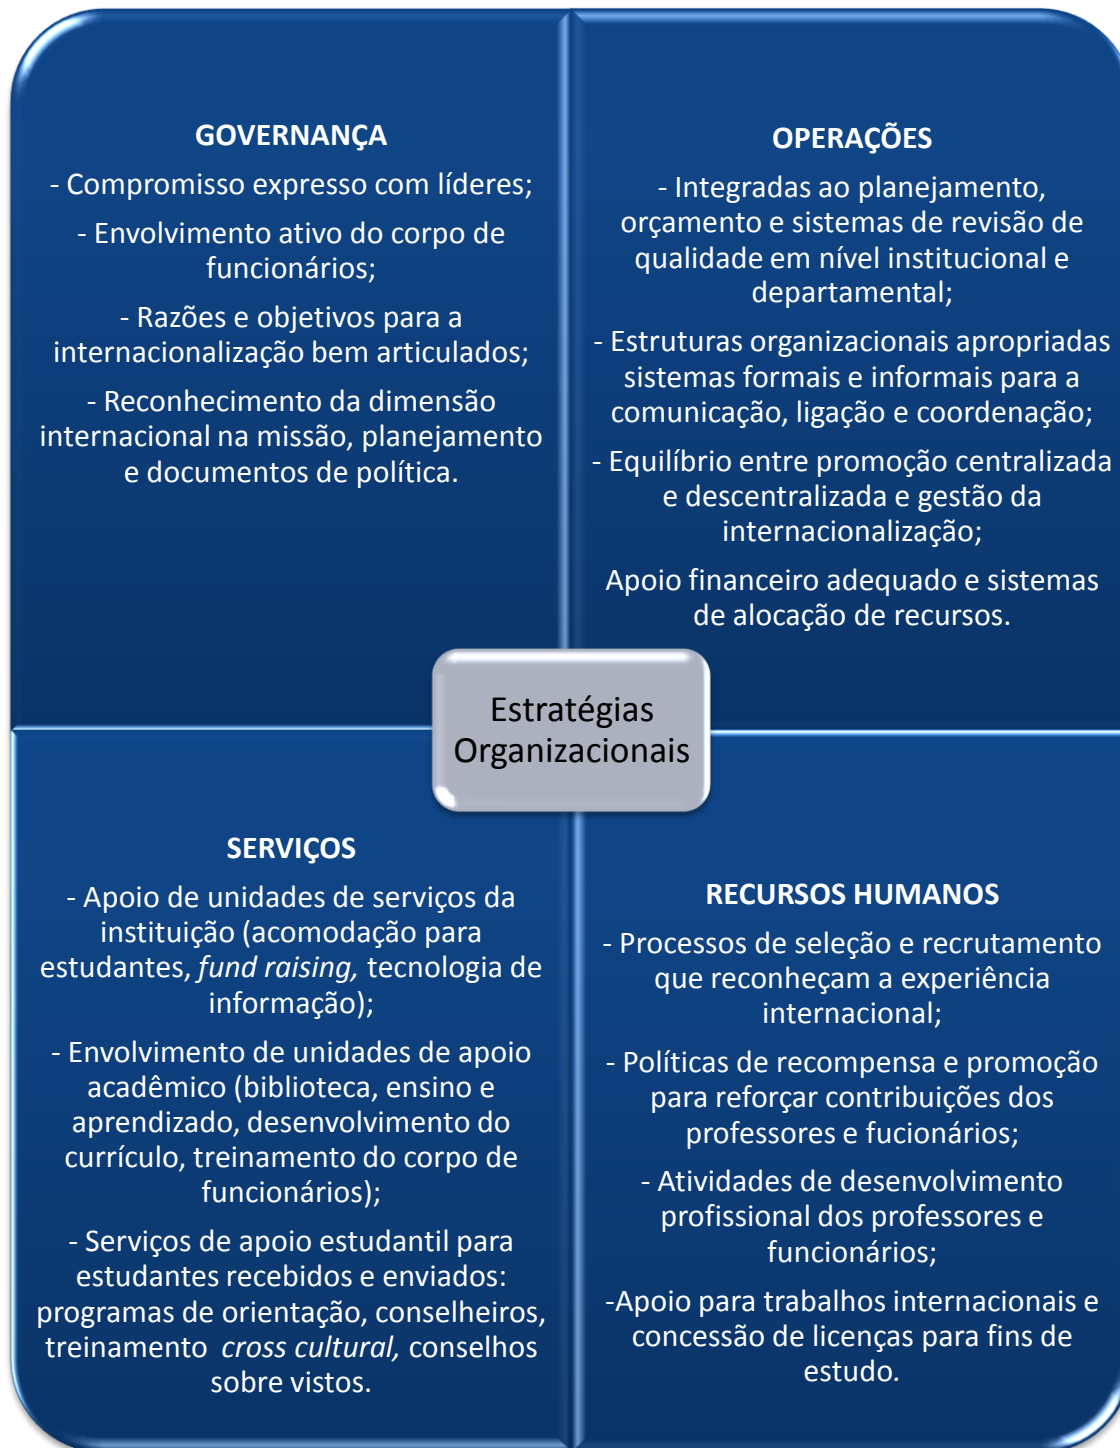 GOVERNANÇA
- Compromisso expresso com líderes;
- Envolvimento ativo do corpo de
funcionários;
- Razões e objetivos para a
internacionalização bem articulados;
- Reconhecimento da dimensão
internacional na missão, planejamento
e documentos de política.
OPERAÇÕES
- Integradas ao planejamento,
orçamento e sistemas de revisão de
qualidade em nível institucional e
departamental;
- Estruturas organizacionais apropriadas
sistemas formais e informais para a
comunicação, ligação e coordenação;
- Equilíbrio entre promoção centralizada
e descentralizada e gestão da
internacionalização;
Apoio financeiro adequado e sistemas
de alocação de recursos.
Estratégias
Organizacionais
SERVIÇOS
- Apoio de unidades de serviços da
instituição (acomodação para
estudantes, fund raising, tecnologia de
informação);
- Envolvimento de unidades de apoio
acadêmico (biblioteca, ensino e
aprendizado, desenvolvimento do
currículo, treinamento do corpo de
funcionários);
- Serviços de apoio estudantil para
estudantes recebidos e enviados:
programas de orientação, conselheiros,
treinamento cross cultural, conselhos
sobre vistos.
RECURSOS HUMANOS
- Processos de seleção e recrutamento
que reconheçam a experiência
internacional;
- Políticas de recompensa e promoção
para reforçar contribuições dos
professores e fucionários;
- Atividades de desenvolvimento
profissional dos professores e
funcionários;
-Apoio para trabalhos internacionais e
concessão de licenças para fins de
estudo.